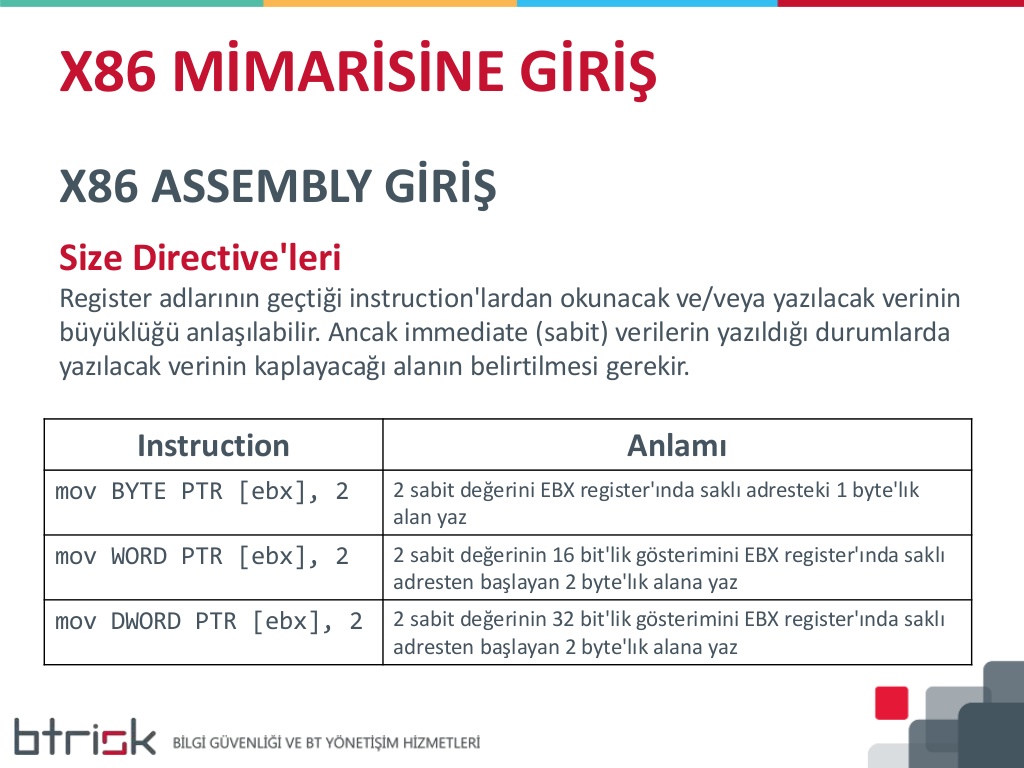 X86 MİMARİSİNE GİRİŞ
X86 ASSEMBLY GİRİŞ
Size Directive'leri
Register adlarının geçtiği instruction'lardan okunacak ve/veya yazılacak verinin
büyüklüğü anlaşılabilir. Ancak immediate (sabit) verilerin yazıldığı durumlarda
yazılacak verinin kaplayacağı alanın belirtilmesi gerekir.
Instruction
Anlamı
mov BYTE PTR [ebx], 2
2 sabit değerini EBX register'ında saklı adresteki 1 byte'lık
alan yaz
mov WORD PTR [ebx], 2
2 sabit değerinin 16 bit'lik gösterimini EBX register'ında saklı
adresten başlayan 2 byte'lık alana yaz
mov DWORD PTR [ebx], 2
2 sabit değerinin 32 bit'lik gösterimini EBX register'ında saklı
adresten başlayan 2 byte'lık alana yaz
btrisk BİLGİ GÜVENLİĞİ VE BT YÖNETİŞİM HİZMETLERİ